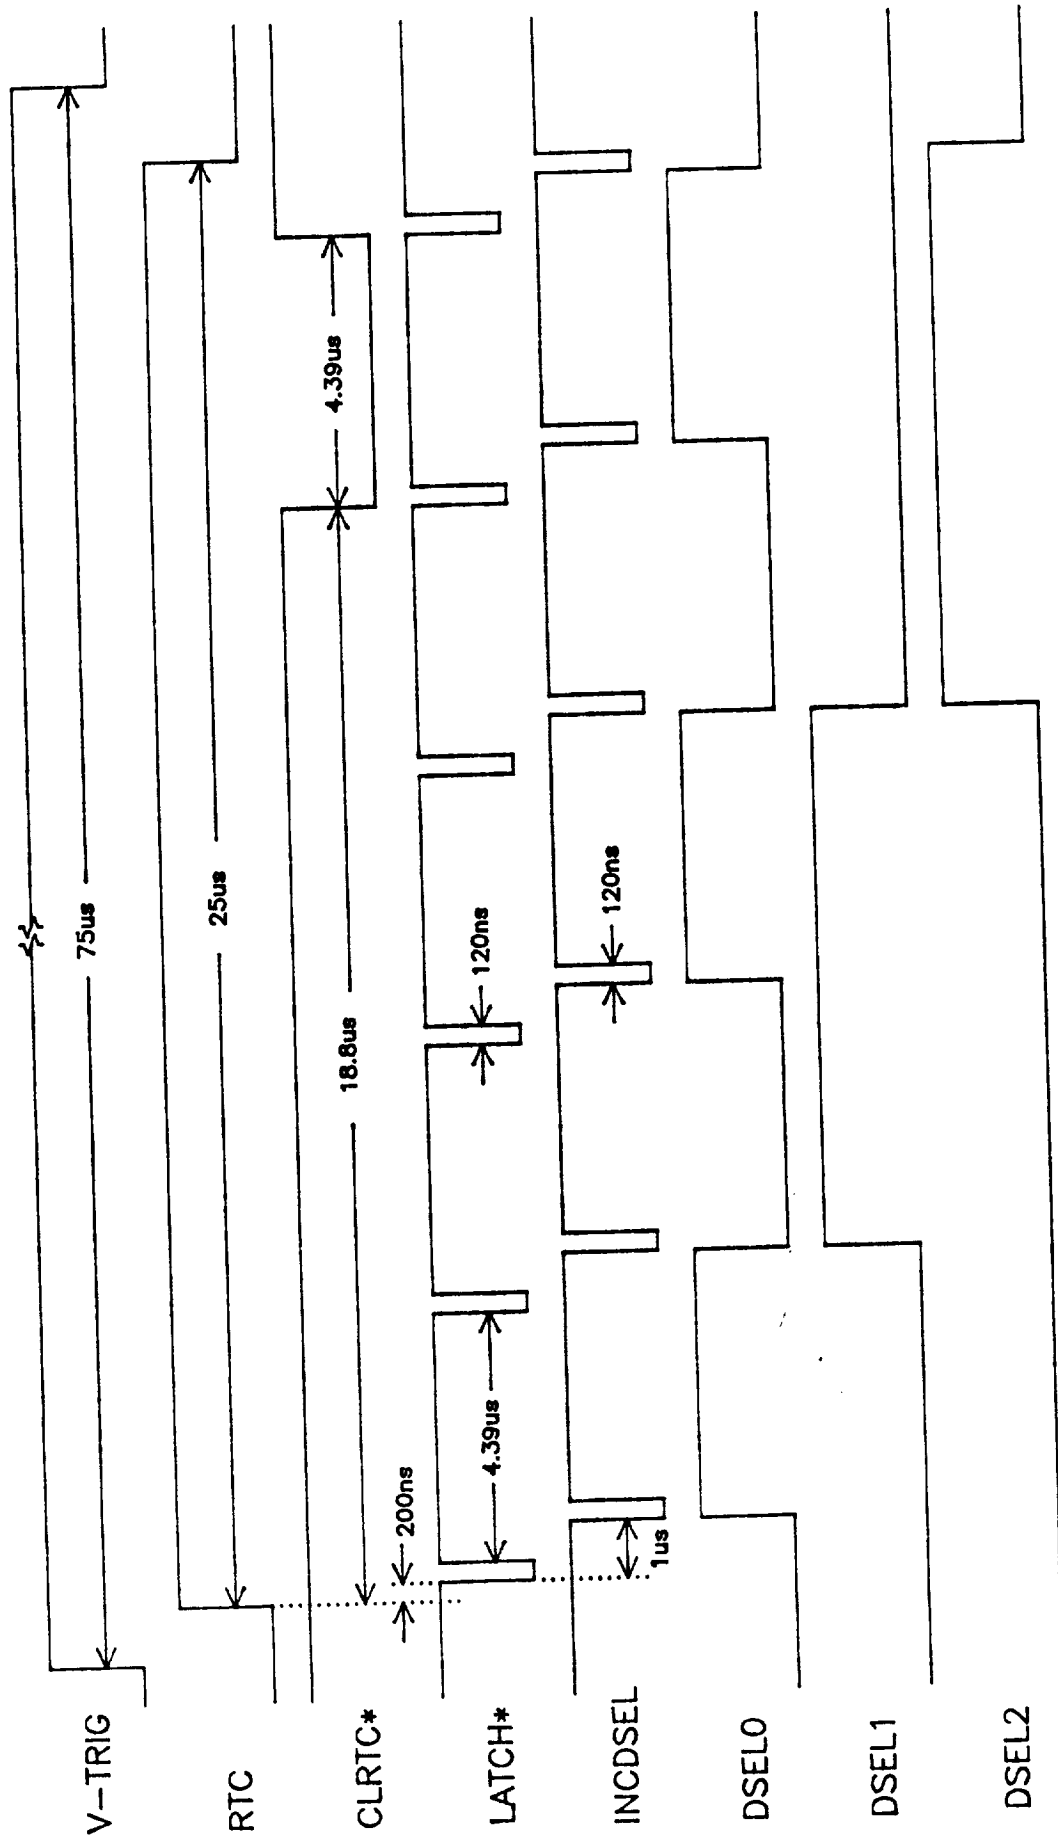 V-TRIG
75us
RTC
25us
CLRTC*
18.8us
4.39us
LATCH*
200ns
4.39us
120ns
INCDSEL
1us
120ns
DSEL0
DSEL1
DSEL2